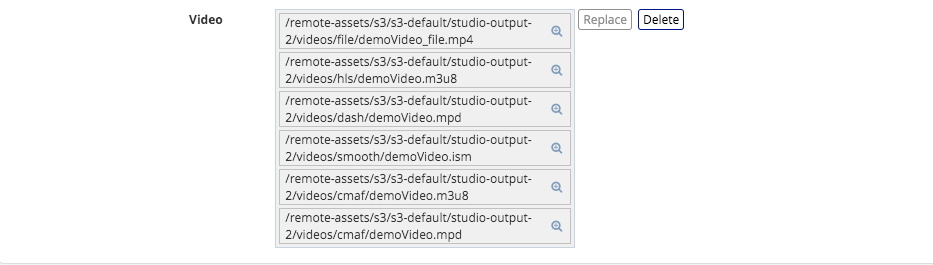 Video
/remote-assets/s3/s3-default/studio-output-
2/videos/file/demoVideo_file.mp4
/remote-assets/s3/s3-default/studio-output-
2/videos/hls/demoVideo.m3u8
/remote-assets/s3/s3-default/studio-output-
2/videos/dash/demoVideo.mpd
/remote-assets/s3/s3-default/studio-output-
2/videos/smooth/demoVideo.ism
/remote-assets/s3/s3-default/studio-output-
2/videos/cmaf/demoVideo.m3u8
/remote-assets/s3/s3-default/studio-output-
2/videos/cmaf/demoVideo.mpd
Replace
Delete